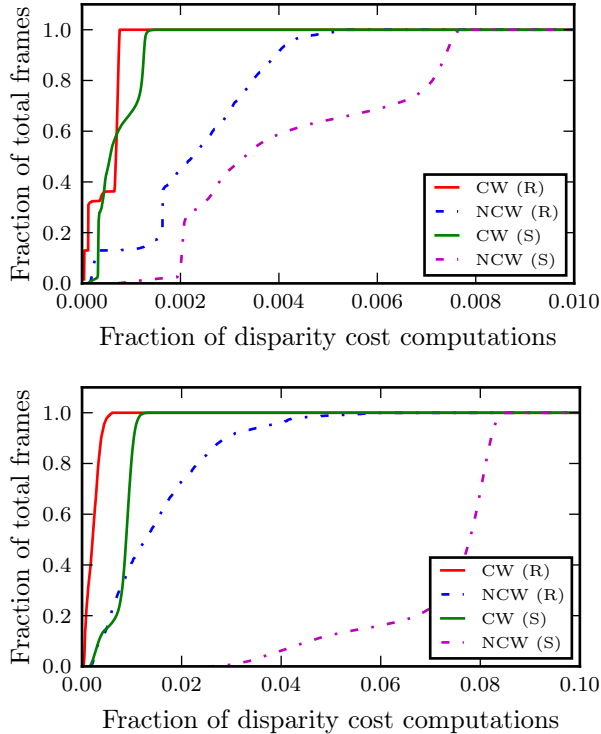 Fraction of total frames
1.0
0.8
0.6
0.4
0.2
0.0
0.000
0.002
0.004
0.006
0.008
0.010
CW (R)
NCW (R)
CW (S)
NCW (S)
Fraction of disparity cost computations
Fraction of total frames
1.0
0.8
0.6
0.4
0.2
0.0
0.00
0.02
0.04
0.06
0.08
0.10
CW (R)
NCW (R)
CW (S)
NCW (S)
Fraction of disparity cost computations